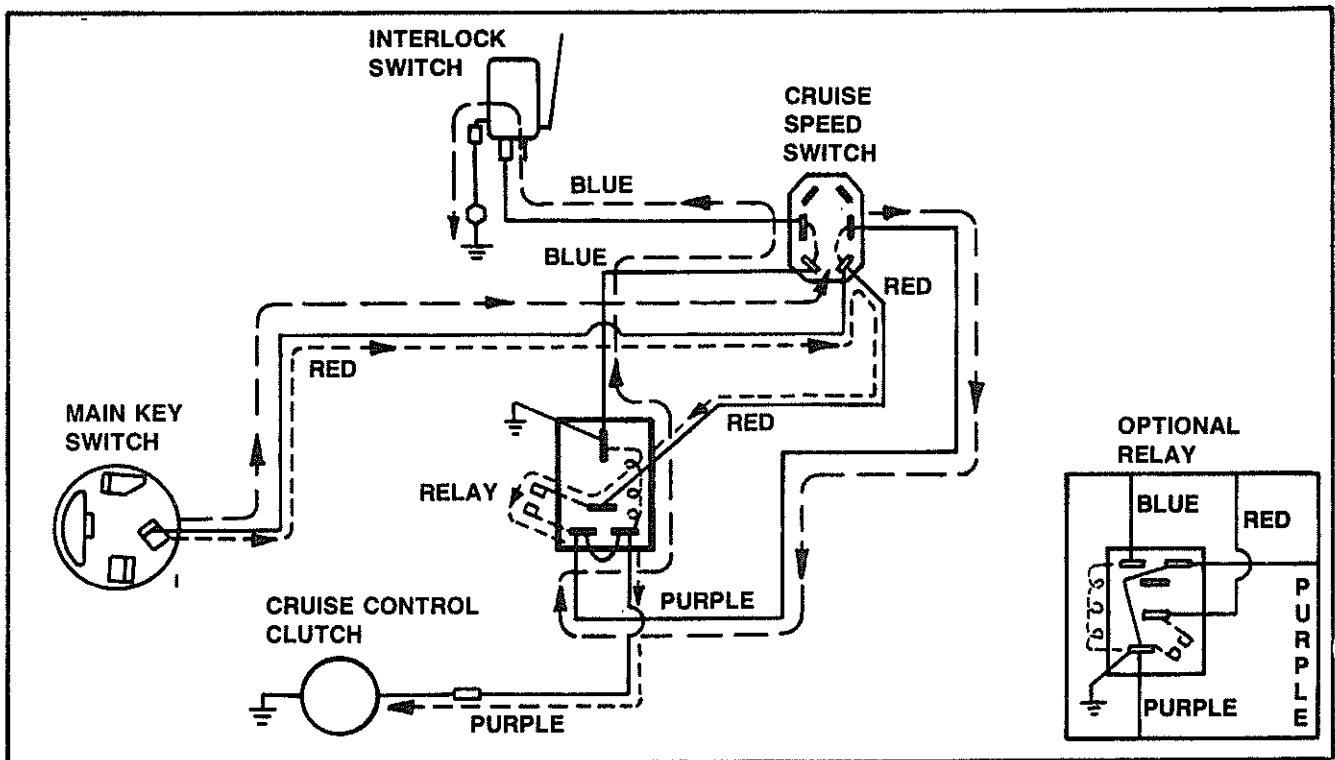 INTERLOCK
SWITCH
CRUISE
SPEED
SWITCH
BLUE
BLUE
RED
RED
MAIN KEY
SWITCH
RED
RELAY
OPTIONAL
RELAY
BLUE
RED
PURPLE
PURPLE
PURPLE
CRUISE CONTROL
CLUTCH
PURPLE